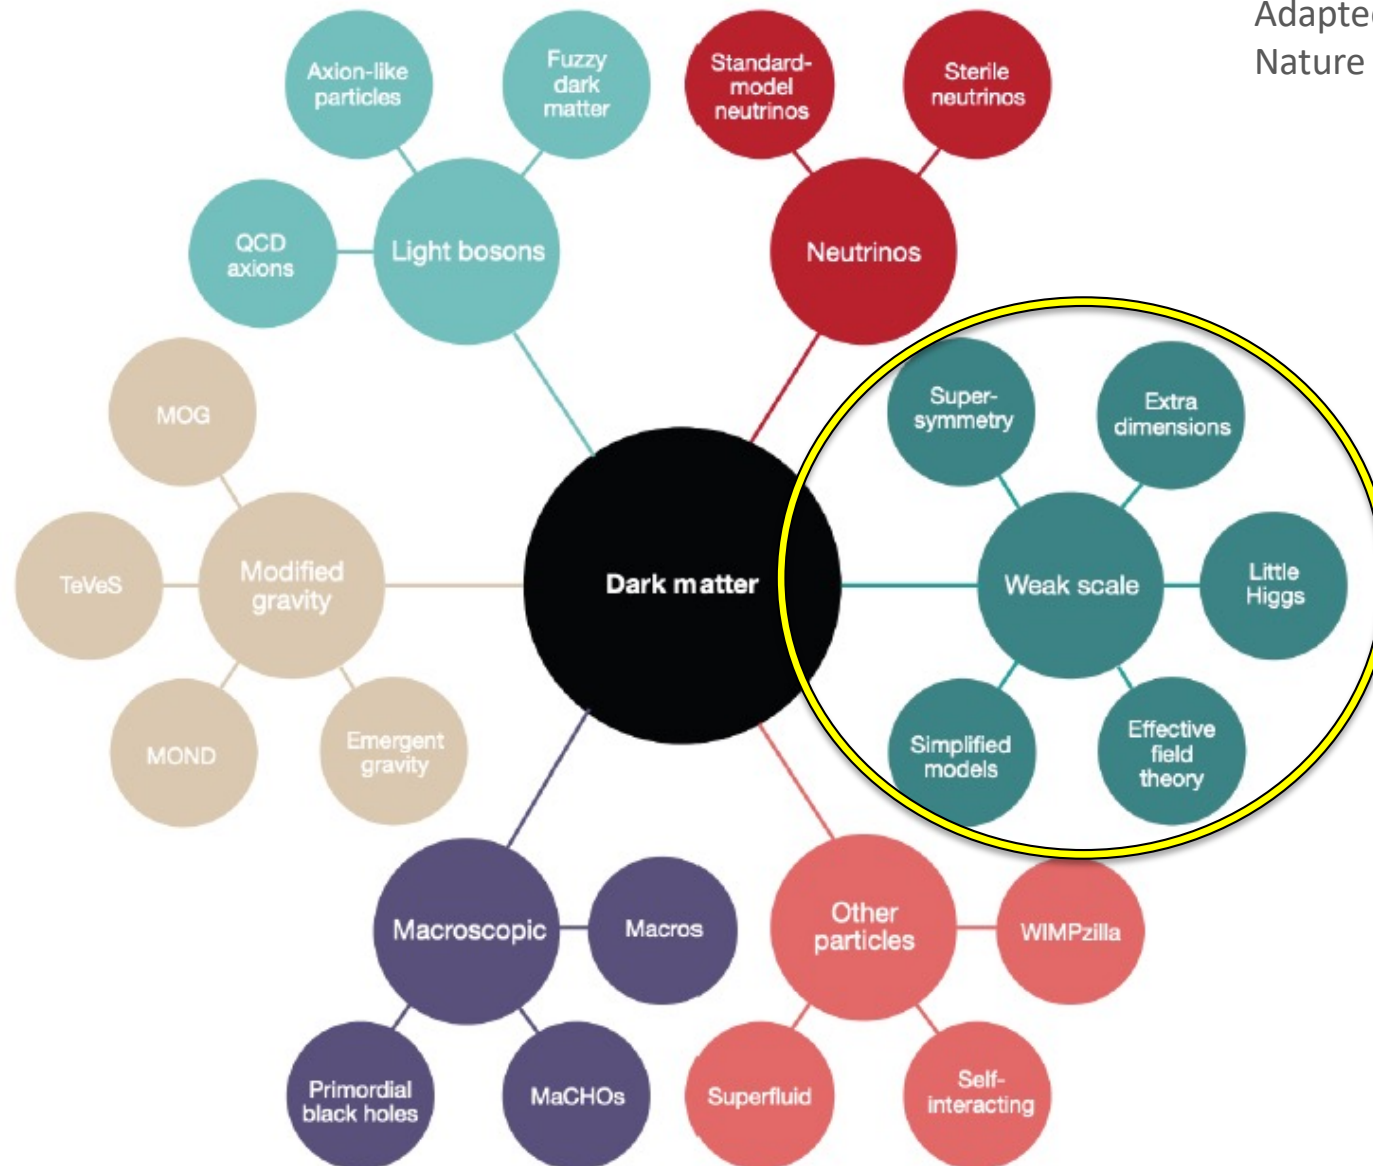 Adapted
Nature
Axion-like
particles
Fuzzy
dark
matter
Standard-
model
neutrinos
Sterile
neutrinos
QCD
axions
Light bosons
Neutrinos
MOG
Super-
symmetry
Extra
dimensions
TeVeS
Modified
gravity
Dark matter
Weak scale
Little
Higgs
MOND
Emergent
gravity
Simplified
models
Effective
field
theory
Macroscopic
Macros
Other
particles
WIMPzilla
Primordial
black holes
MaCHOs
Superfluid
Self-
interacting